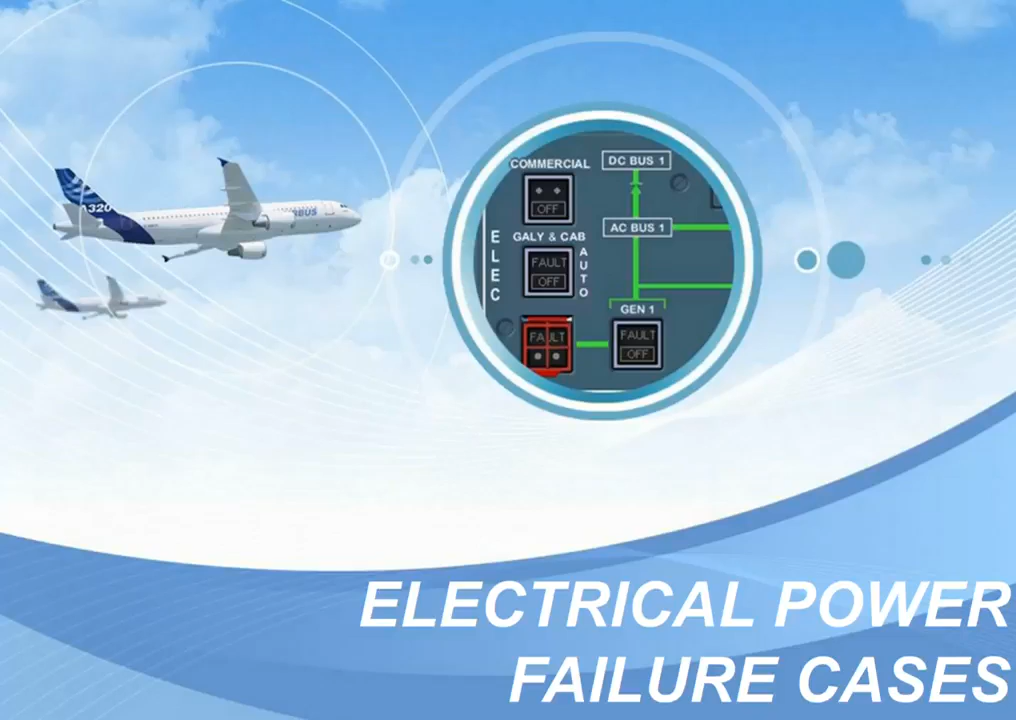 A320
AIRBUS
COMMERCIAL
DC BUS 1
OFF
AC BUS 1
GALY & CAB
ELEC
FAULT
OFF
AUTO
GEN 1
FAULT
FAULT
OFF
ELECTRICAL POWER
FAILURE CASES